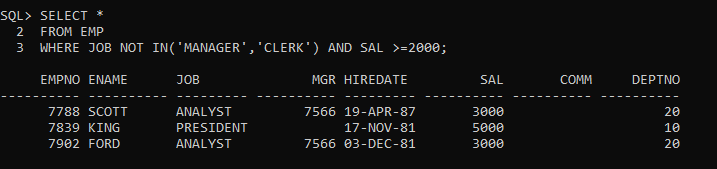 SQL> SELECT *
  2  FROM EMP
  3  WHERE JOB NOT IN('MANAGER','CLERK') AND SAL >=2000;
     EMPNO ENAME      JOB              MGR HIREDATE         SAL       COMM     DEPTNO
---------- ---------- --------- ---------- --------- ---------- ---------- ----------
      7788 SCOTT      ANALYST         7566 19-APR-87       3000                    20
      7839 KING       PRESIDENT            17-NOV-81       5000                    10
      7902 FORD       ANALYST         7566 03-DEC-81       3000                    20